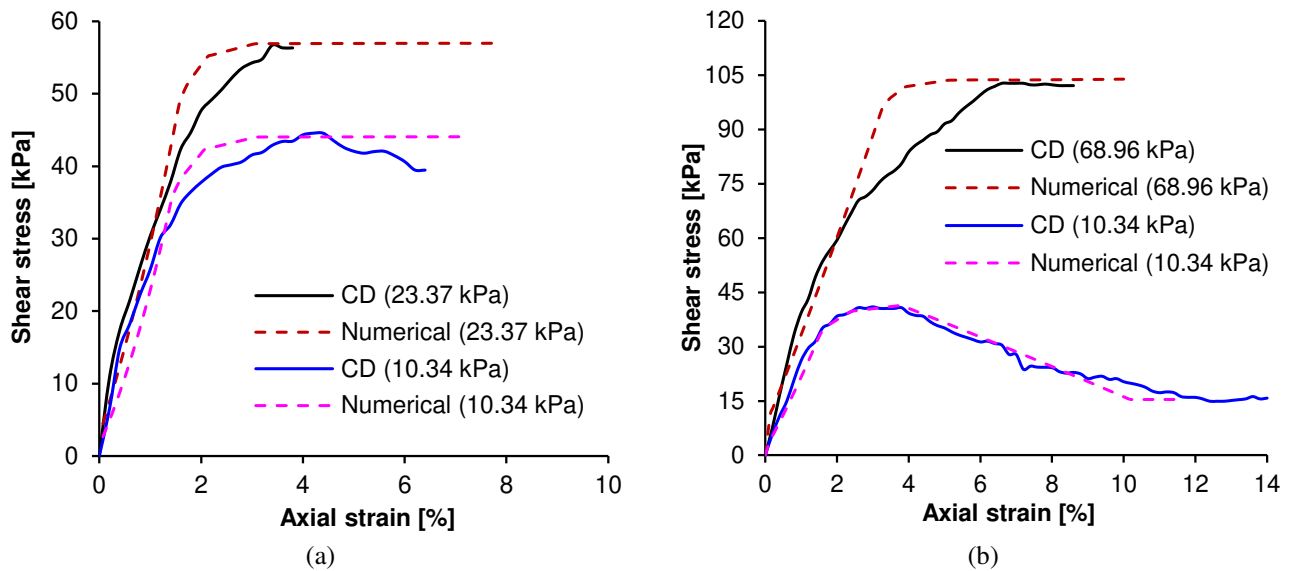 60
50
40
30
20
10
0
Shear stress [kPa]
CD (23.37 kPa)
Numerical (23.37 kPa)
CD (10.34 kPa)
Numerical (10.34 kPa)
0 2 4 6 8 10
Axial strain [%]
(a)
120
105
90
75
60
45
30
15
0
Shear stress [kPa]
CD (68.96 kPa)
Numerical (68.96 kPa)
CD (10.34 kPa)
Numerical (10.34 kPa)
0 2 4 6 8 10 12 14
Axial strain [%]
(b)